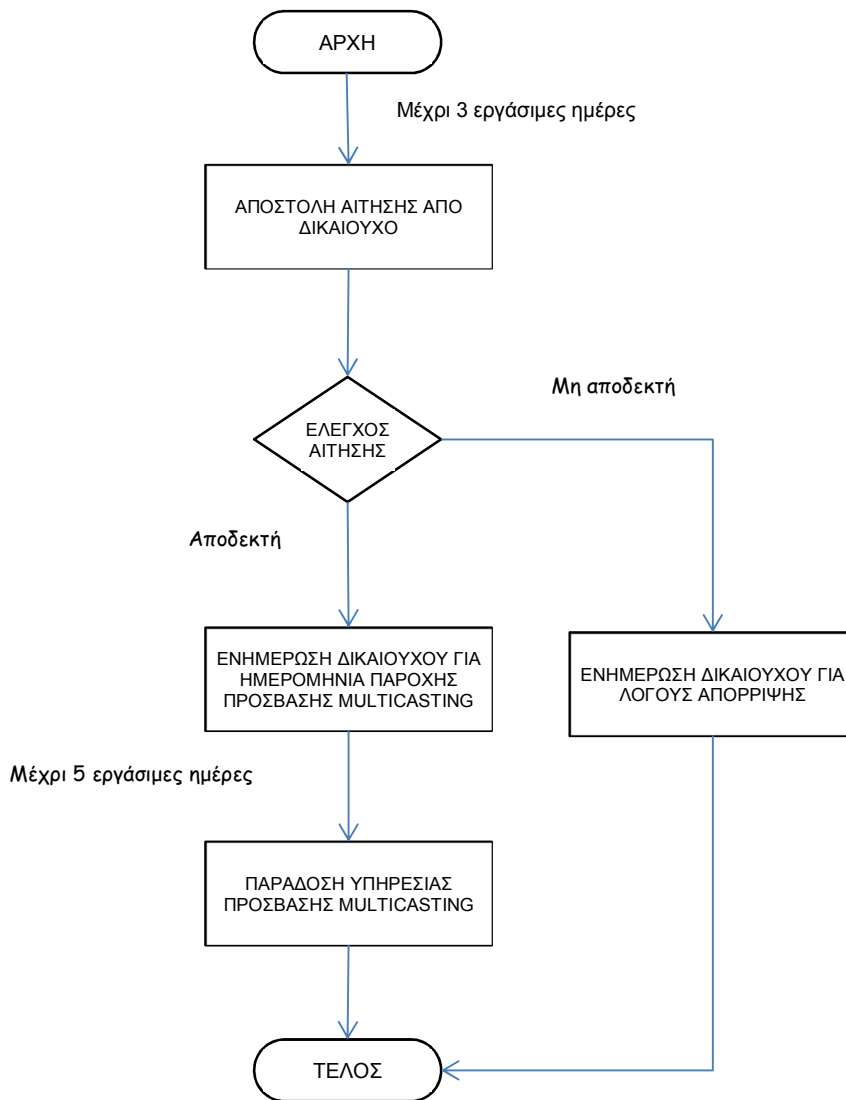 ΑΡΧΗ
Μέχρι 3 εργάσιμες ημέρες
ΑΠΟΣΤΟΛΗ ΑΙΤΗΣΗΣ ΑΠΟ
ΔΙΚΑΙΟΥΧΟ
Μη αποδεκτή
ΕΛΕΓΧΟΣ
ΑΙΤΗΣΗΣ
Αποδεκτή
ΕΝΗΜΕΡΩΣΗ ΔΙΚΑΙΟΥΧΟΥ ΓΙΑ
ΗΜΕΡΟΜΗΝΙΑ ΠΑΡΟΧΗΣ
ΠΡΟΣΒΑΣΗΣ MULTICASTING
ΕΝΗΜΕΡΩΣΗ ΔΙΚΑΙΟΥΧΟΥ ΓΙΑ
ΛΟΓΟΥΣ ΑΠΟΡΡΙΨΗΣ
Μέχρι 5 εργάσιμες ημέρες
ΠΑΡΑΔΟΣΗ ΥΠΗΡΕΣΙΑΣ
ΠΡΟΣΒΑΣΗΣ MULTICASTING
ΤΕΛΟΣ